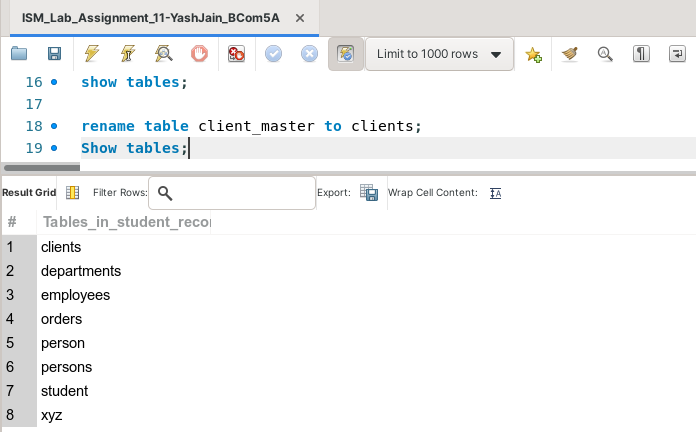 ISM_Lab_Assignment_11-YashJain_BCom5A
Limit to 1000 rows
16 show tables;
17
18 rename table client_master to clients;
19 Show tables;
Result Grid Filter Rows: Export: Wrap Cell Content: IA
# Tables_in_student_reco
1 clients
2 departments
3 employees
4 orders
5 person
6 persons
7 student
8 xyz